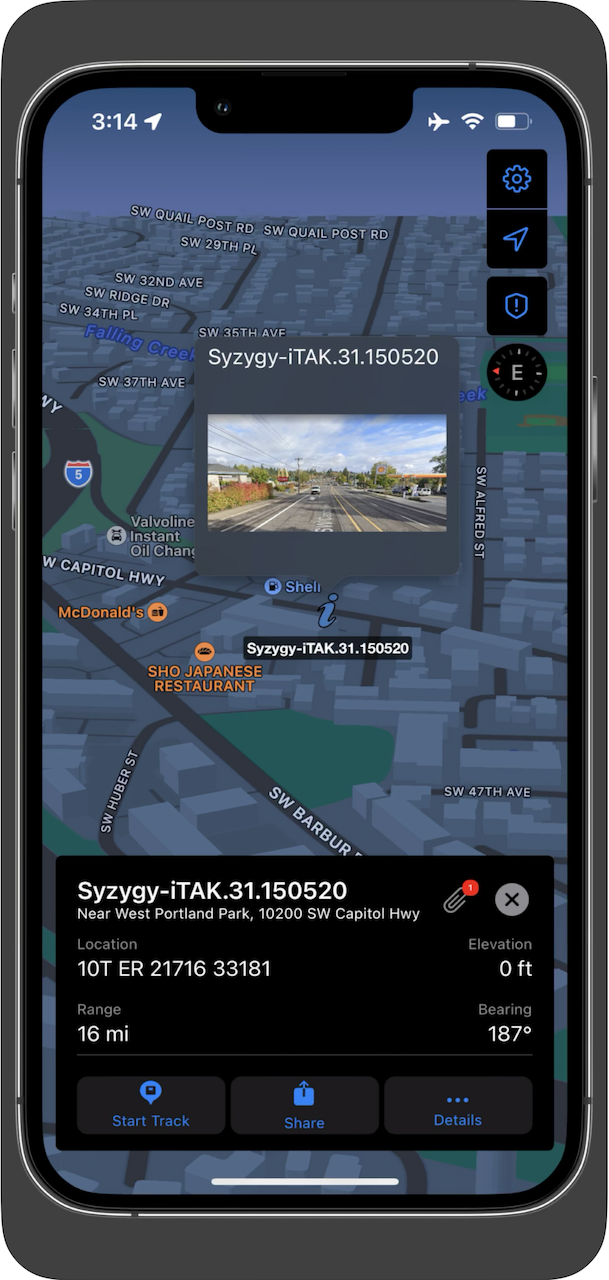 3:14
SW QUAIL POST RD
SW QUAIL POST RD
SW 29TH PL
SW 32ND AVE
SW RIDGE DR
SW 34TH PL
SW 35TH AVE
Falling Creek
Syzygy-iTAK.31.150520
E
SW 37TH AVE
eek
WY
5
SW ALFRED ST
Valvoline
Instant
Oil Chang
W CAPITOL HWY
Shell
McDonald's
Syzygy-iTAK.31.150520
SHO JAPANESE
RESTAURANT
SW HUBER ST
SW 47TH AVE
SW BARBUR
Syzygy-iTAK.31.150520
1
Near West Portland Park, 10200 SW Capitol Hwy
Location
Elevation
10T ER 21716 33181
0 ft
Range
Bearing
16 mi
187°
Start Track
Share
Details